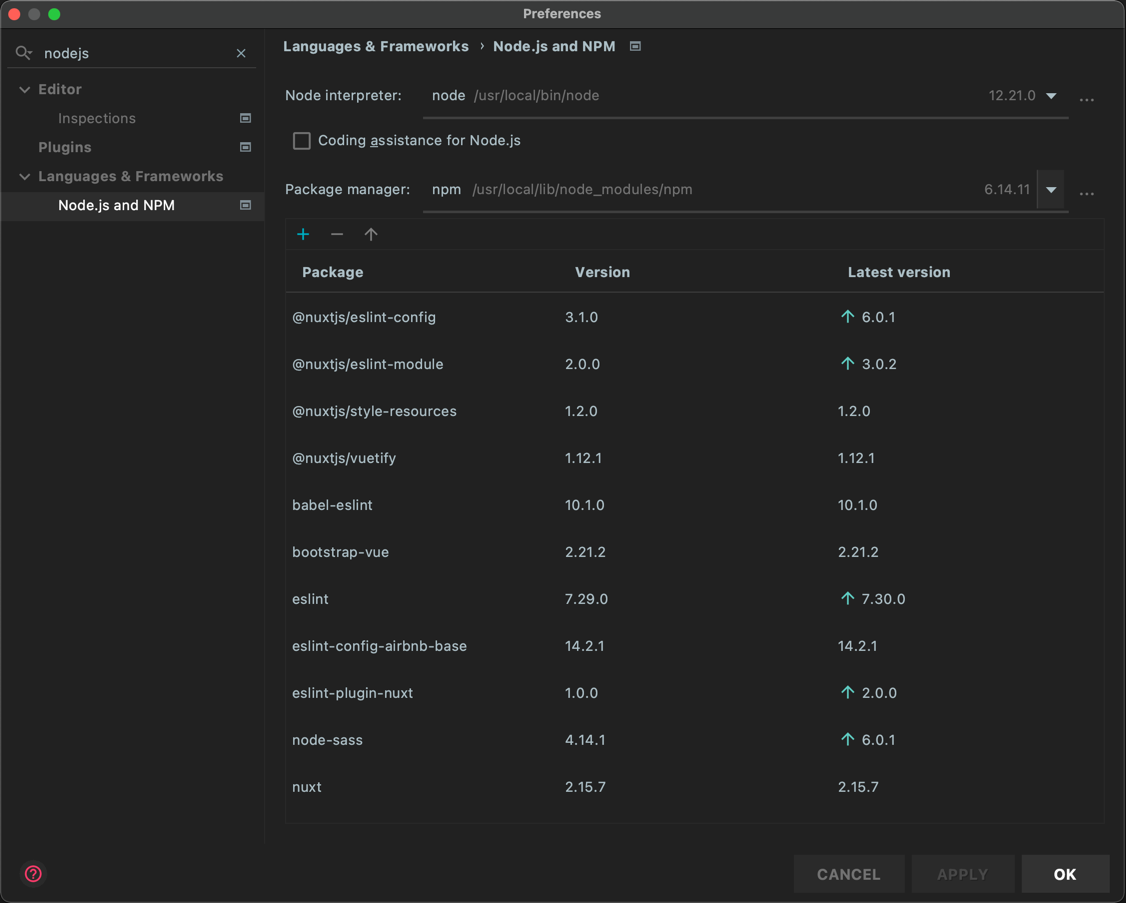 Preferences
nodejs
Editor
Inspections
Plugins
Languages & Frameworks
Node.js and NPM
Languages & Frameworks › Node.js and NPM
Node interpreter: node /usr/local/bin/node 12.21.0 ...
Coding assistance for Node.js
Package manager: npm /usr/local/lib/node_modules/npm 6.14.11 ...
Package Version Latest version
@nuxtjs/eslint-config 3.1.0 ↑ 6.0.1
@nuxtjs/eslint-module 2.0.0 ↑ 3.0.2
@nuxtjs/style-resources 1.2.0 1.2.0
@nuxtjs/vuetify 1.12.1 1.12.1
babel-eslint 10.1.0 10.1.0
bootstrap-vue 2.21.2 2.21.2
eslint 7.29.0 ↑ 7.30.0
eslint-config-airbnb-base 14.2.1 14.2.1
eslint-plugin-nuxt 1.0.0 ↑ 2.0.0
node-sass 4.14.1 ↑ 6.0.1
nuxt 2.15.7 2.15.7
? CANCEL APPLY OK